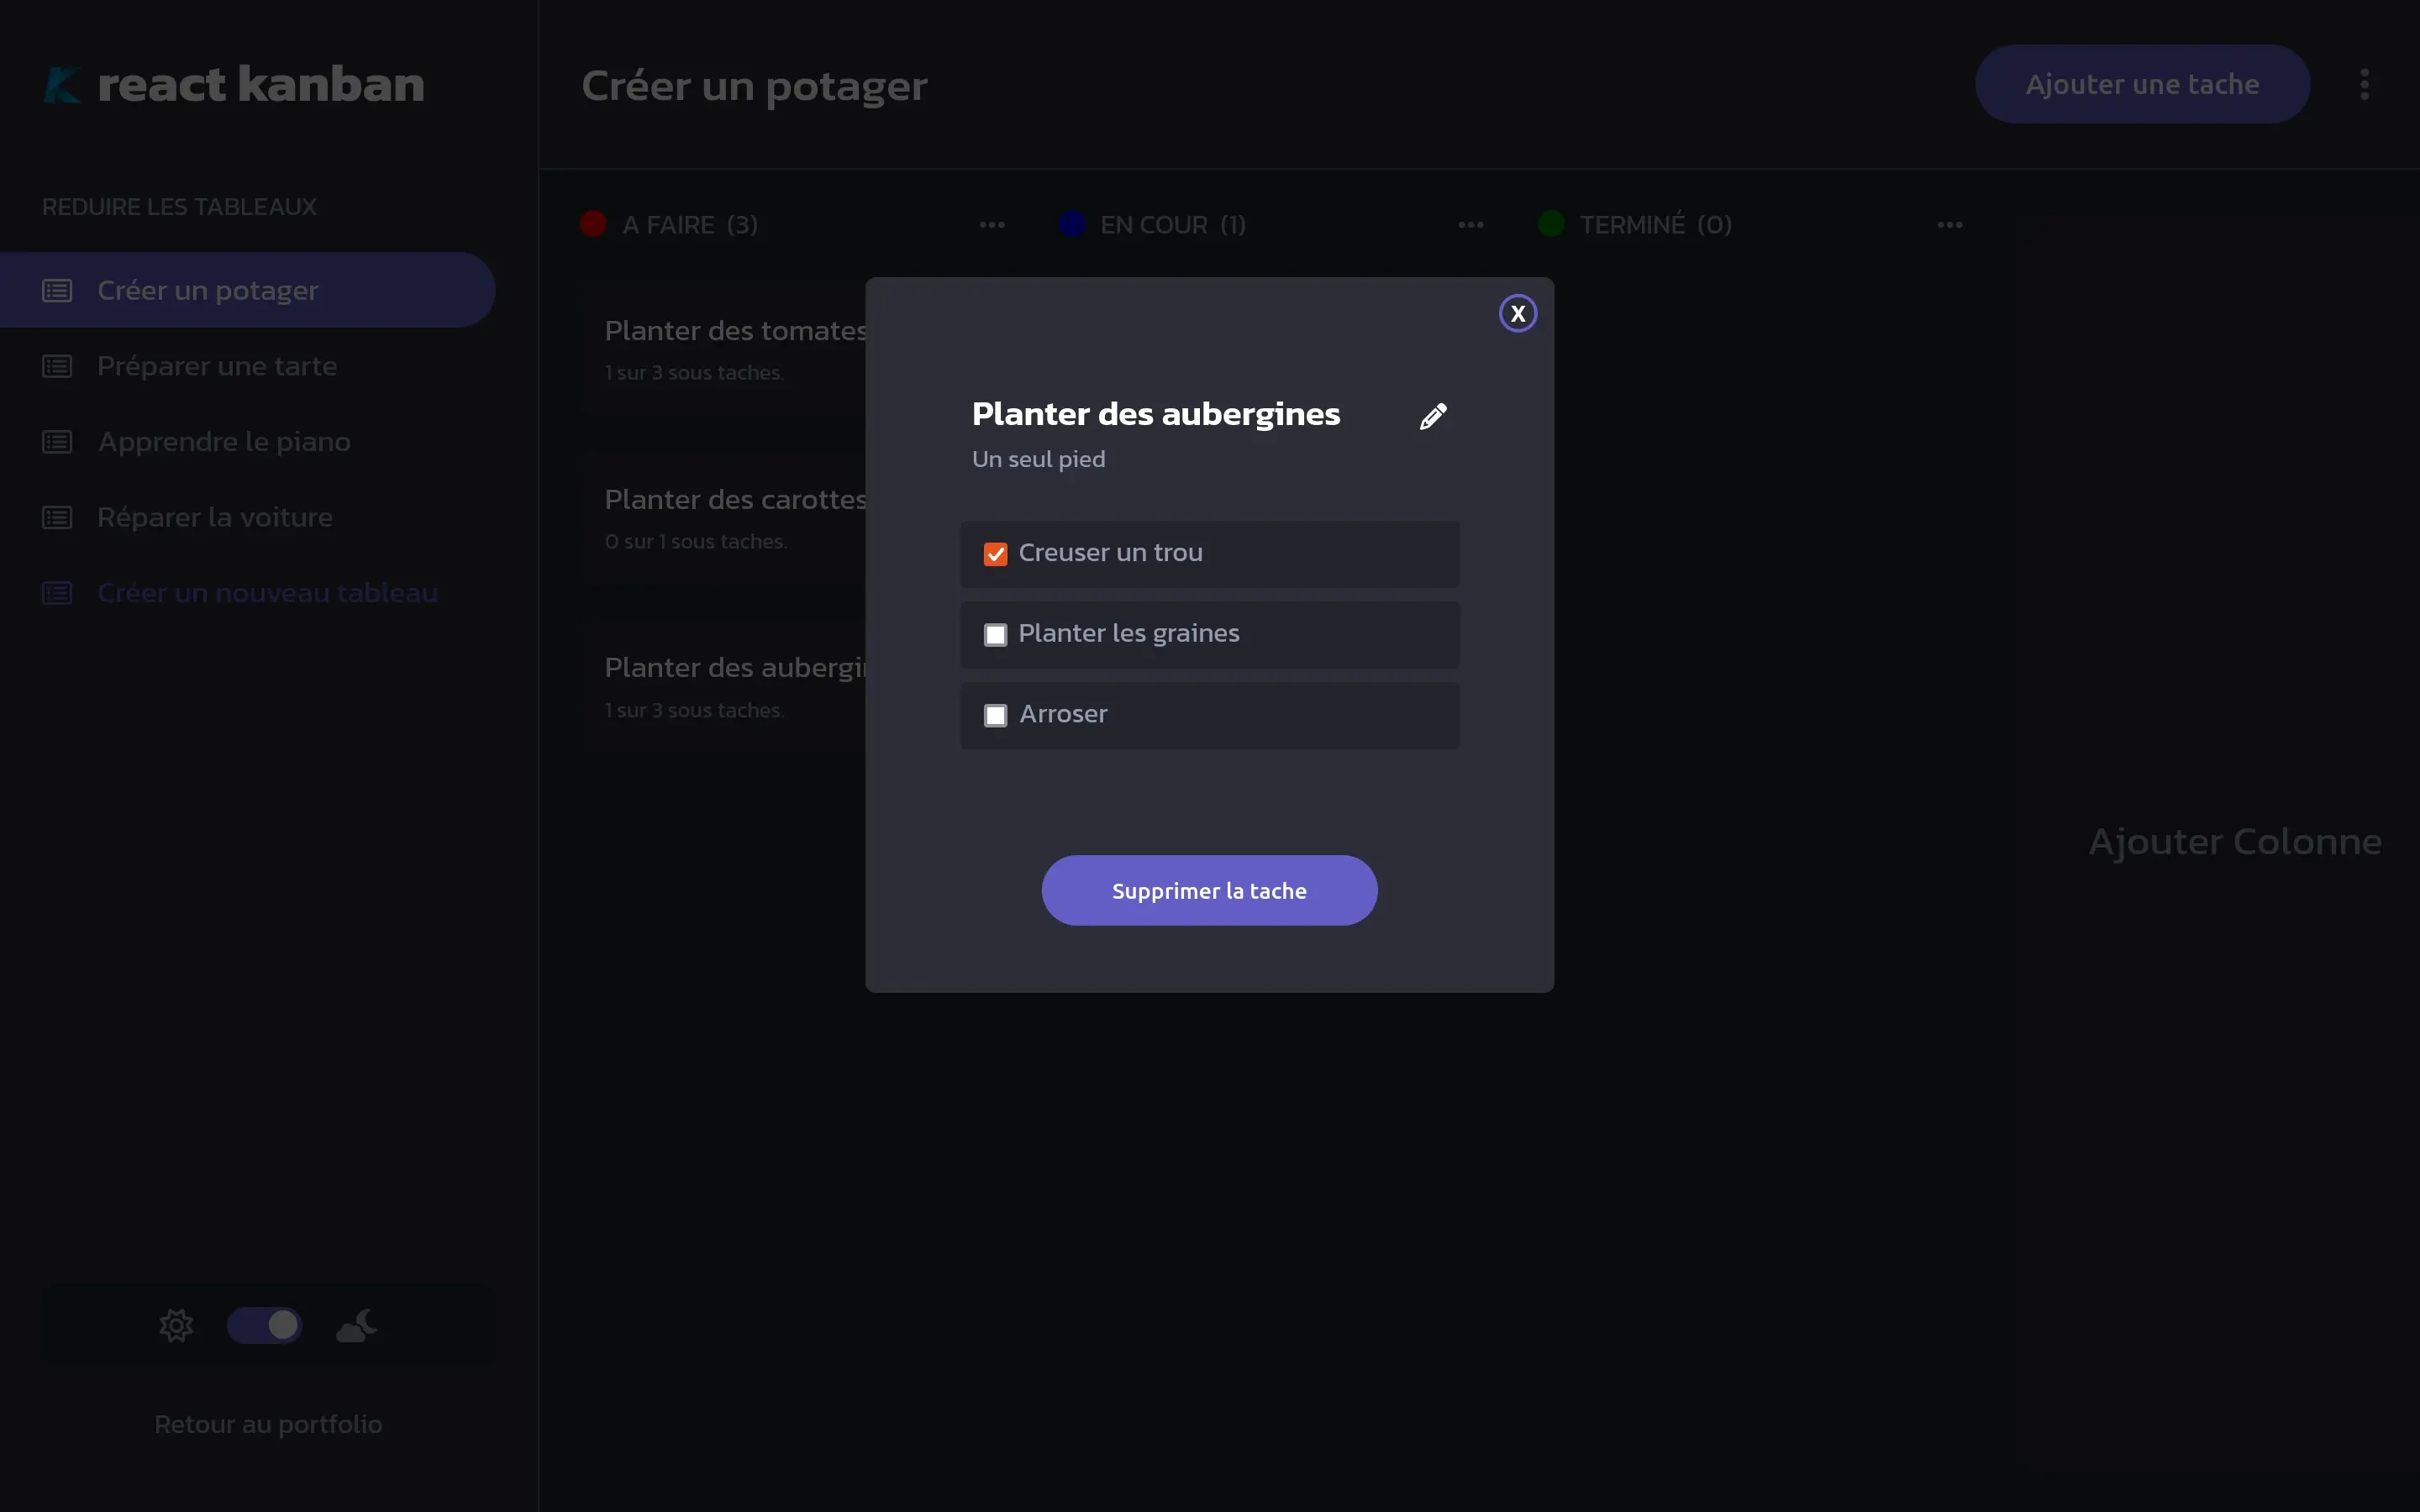 react kanban
Créer un potager
Ajouter une tache
REDUIRE LES TABLEAUX
Créer un potager
Préparer une tarte
Apprendre le piano
Réparer la voiture
Créer un nouveau tableau
A FAIRE (3)
EN COUR (1)
TERMINÉ (0)
Planter des tomates
1 sur 3 sous taches.
Planter des carottes
0 sur 1 sous taches.
Planter des aubergi
1 sur 3 sous taches.
X
Planter des aubergines
Un seul pied
Creuser un trou
Planter les graines
Arroser
Supprimer la tache
Ajouter Colonne
Retour au portfolio